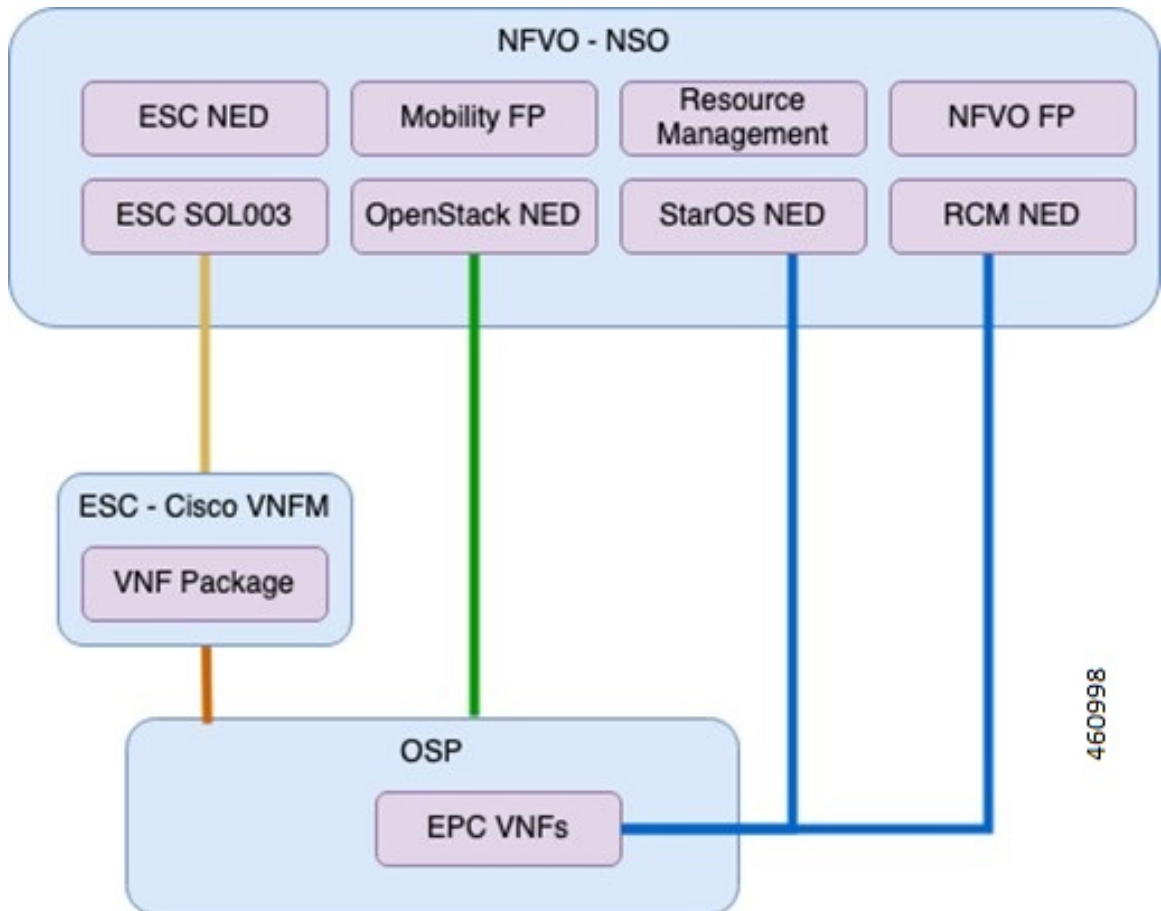 NFVO - NSO
ESC NED
Mobility FP
Resource
Management
NFVO FP
ESC SOL003
OpenStack NED
StarOS NED
RCM NED
ESC - Cisco VNFM
VNF Package
OSP
EPC VNFs
460998